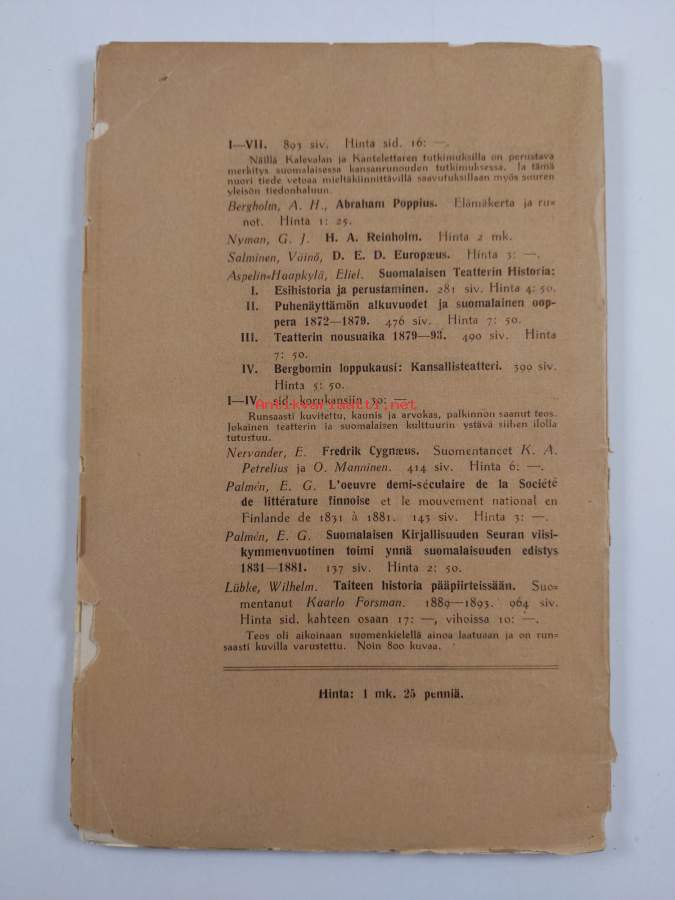 I—VII. 893 siv. Hinta sid. 16: —.
Näillä Kalevalan ja Kantelettaren tutkimuksilla on perustava
merkitys suomalaisessa kansanrunouden tutkimuksessa. Ja tämä
nuori tiede vetoaa mieltäkiinnittävillä saavutuksillaan myös suuren
yleisön tiedonhaluun.
Bergholm, A. H., Abraham Poppius. Elämäkerta ja ru=
not. Hinta 1: 25.
Nyman, G. J. H. A. Reinholm. Hinta 2 mk.
Salminen, Väinö, D. E. D. Europæus. Hinta 3: —.
Aspelin=Haapkylä, Eliel. Suomalaisen Teatterin Historia:
I. Esihistoria ja perustaminen. 281 siv. Hinta 4: 50.
II. Puhenäyttämön alkuvuodet ja suomalainen oop=
pera 1872—1879. 476 siv. Hinta 7: 50.
III. Teatterin nousuaika 1879—93. 490 siv. Hinta
7: 50.
IV. Bergbomin loppukausi: Kansallisteatteri. 390 siv.
Hinta 5: 50.
I—IV sid. korukansiin 30: —
Antikvariaatti.net
Runsaasti kuvitettu, kaunis ja arvokas, palkinnon saanut teos.
Jokainen teatterin ja suomalaisen kulttuurin ystävä siihen ilolla
tutustuu.
Nervander, E. Fredrik Cygnæus. Suomentaneet K. A.
Petrelius ja O. Manninen. 414 siv. Hinta 6: —.
Palmén, E. G. L'oeuvre demi-séculaire de la Société
de littérature finnoise et le mouvement national en
Finlande de 1831 à 1881. 143 siv. Hinta 3: —.
Palmén, E. G. Suomalaisen Kirjallisuuden Seuran viisi=
kymmenvuotinen toimi ynnä suomalaisuuden edistys
1831—1881. 137 siv. Hinta 2: 50.
Lübke, Wilhelm. Taiteen historia pääpiirteissään. Suo=
mentanut Kaarlo Forsman. 1889—1893. 964 siv.
Hinta sid. kahteen osaan 17: —, vihoissa 10: —.
Teos oli aikoinaan suomenkielellä ainoa laatuaan ja on run=
saasti kuvilla varustettu. Noin 800 kuvaa.
Hinta: 1 mk. 25 penniä.